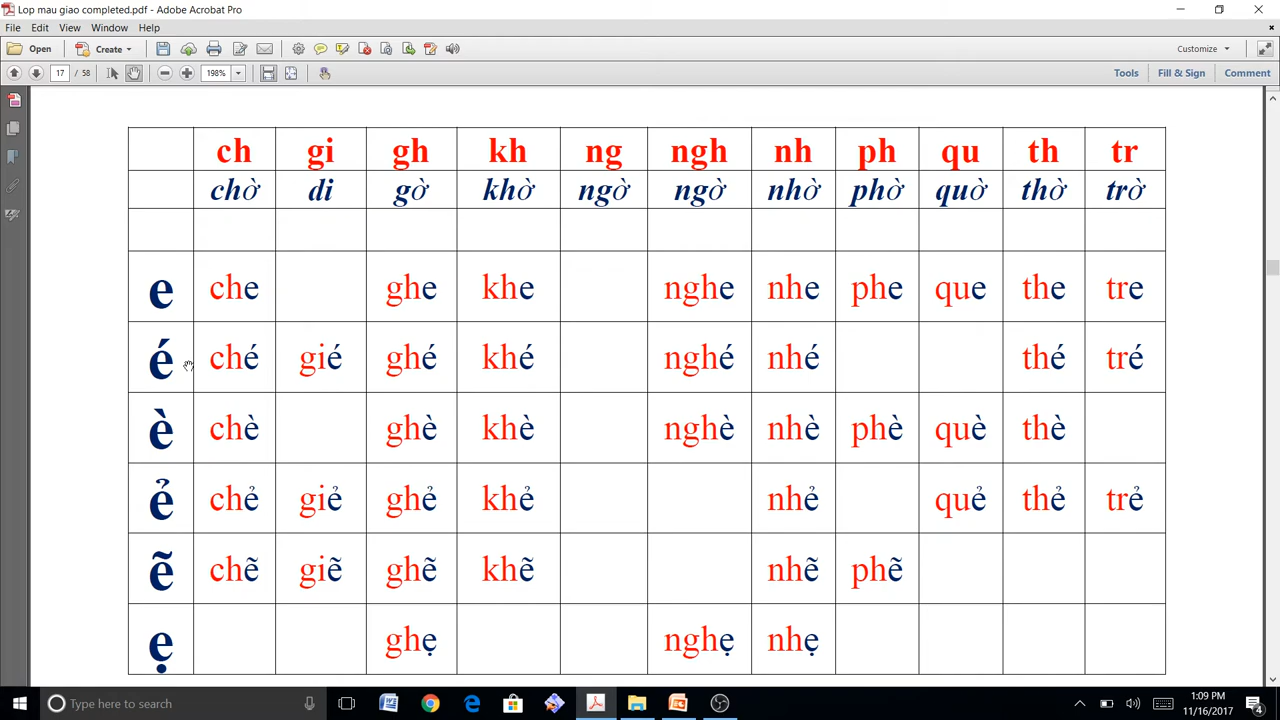 Lop mau giao completed.pdf - Adobe Acrobat Pro
File Edit View Window Help
Open Create Customize
17 / 58 198% Tools Fill & Sign Comment
ch gi gh kh ng ngh nh ph qu th tr
chờ di gờ khờ ngờ ngờ nhờ phờ quờ thờ trờ
e che ghe khe nghe nhe phe que the tre
é ché gié ghé khé nghé nhé thé tré
è chè ghè khè nghè nhè phè què thè
ẻ chẻ giẻ ghẻ khẻ nhẻ quẻ thẻ trẻ
ẽ chẽ giẽ ghẽ khẽ nhẽ phẽ
ẹ ghẹ nghẹ nhẹ
Type here to search
1:09 PM
11/16/2017
4